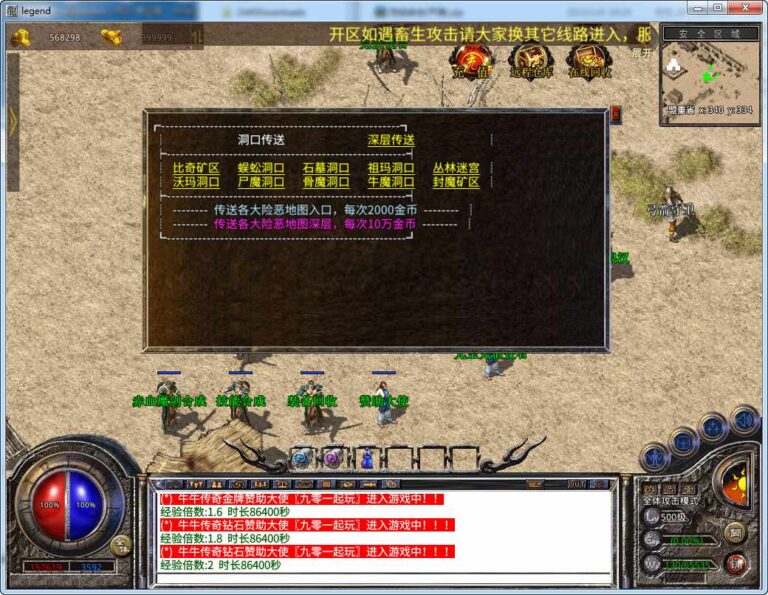 legend
568298
999999
开区如遇畜生攻击请大家换其它线路进入，服
充值
远程仓库
在线回收
展开
安全区域
盟重省 x:340 y:334
洞口传送 深层传送
比奇矿区 蜈蚣洞口 石墓洞口 祖玛洞口 丛林迷宫
沃玛洞口 尸魔洞口 骨魔洞口 牛魔洞口 封魔矿区
------- 传送各大险恶地图入口，每次2000金币 -------
------- 传送各大险恶地图深层，每次10万金币 -------
弓箭守卫
技能合成
装备回收
赞助大使
(*) 牛牛传奇金牌赞助大使〖九零一起玩〗进入游戏中！！
经验倍数:1.6 时长86400秒
(*) 牛牛传奇钻石赞助大使〖九零一起玩〗进入游戏中！！！
经验倍数:1.8 时长86400秒
(*) 牛牛传奇钻石赞助大使〖九零一起玩〗进入游戏中！！！
经验倍数:2 时长86400秒
100% 100%
3592
全体攻击模式
Lv 500级